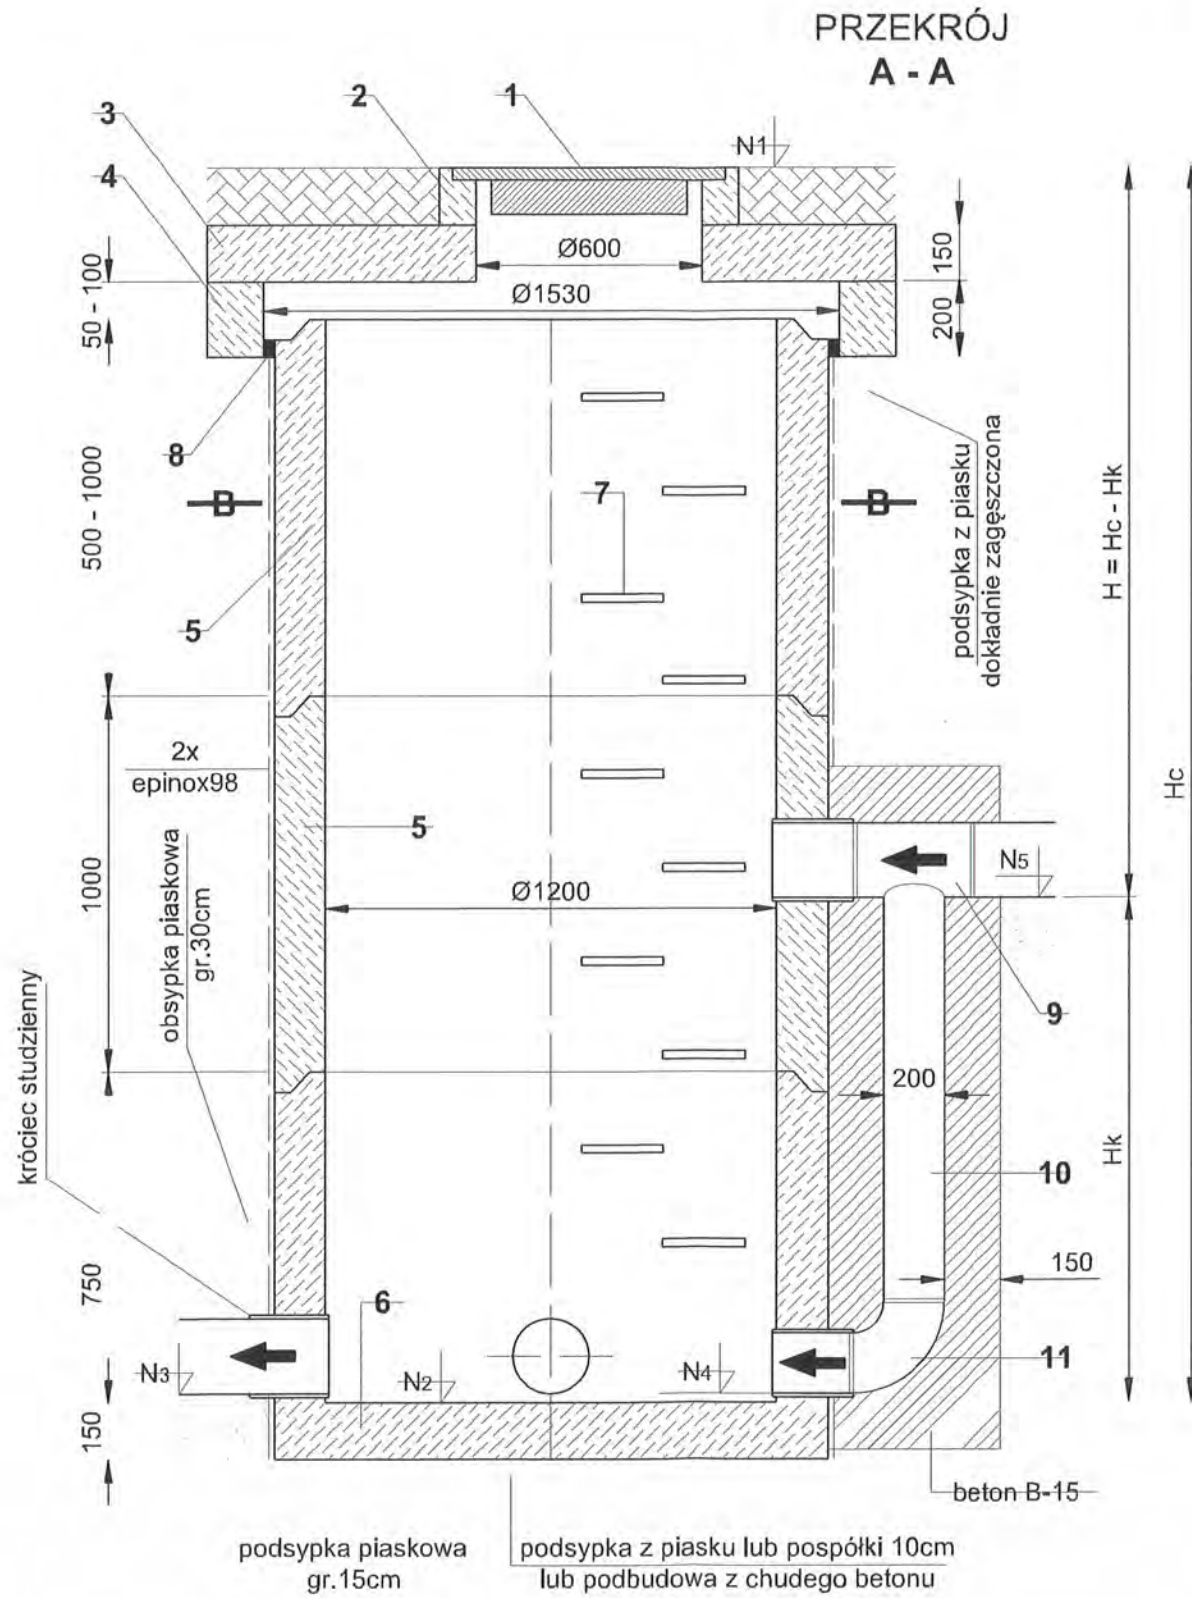 PRZEKRÓJ
A - A
1
2
3
4
N1
Ø600
150
Ø1530
200
50 - 100
8
B
B
7
500 - 1000
5
podsypka z piasku
dokładnie zagęszczona
H = Hc - Hk
Hc
2x
epinox98
5
1000
N5
Ø1200
obsypka piaskowa
gr.30cm
króciec studzienny
9
200
Hk
10
150
750
6
11
N3
N2
N4
150
beton B-15
podsypka piaskowa
gr.15cm
podsypka z piasku lub pospółki 10cm
lub podbudowa z chudego betonu